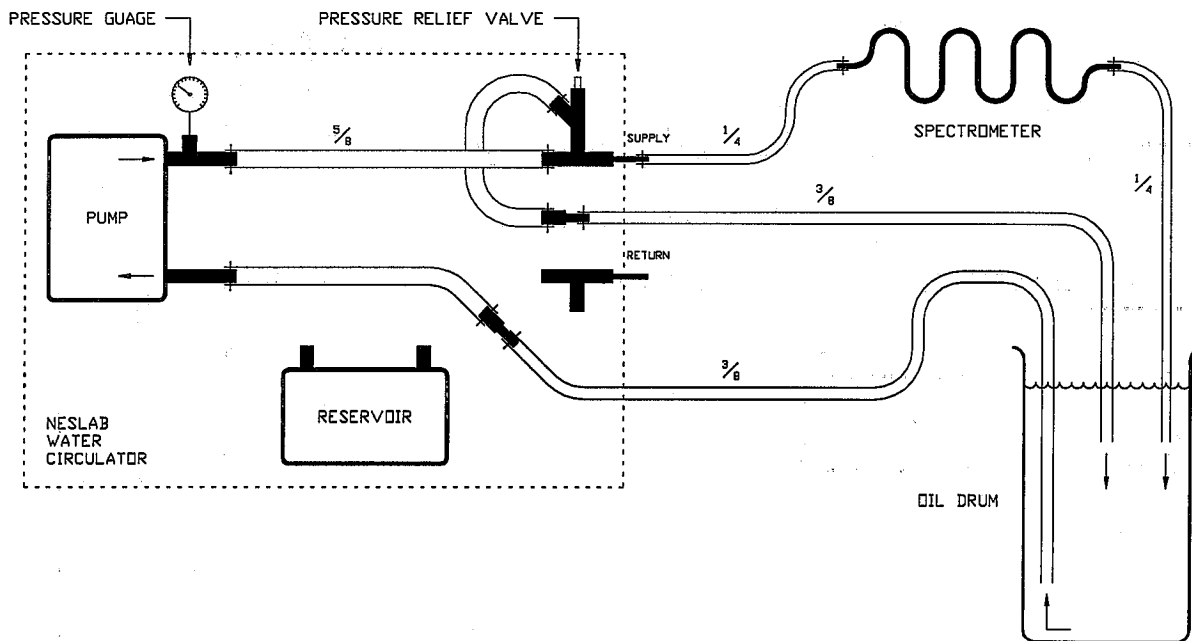 PRESSURE GUAGE
PRESSURE RELIEF VALVE
5/8
SUPPLY
1/4
SPECTROMETER
1/4
PUMP
3/8
RETURN
3/8
RESERVOIR
NESLAB
WATER
CIRCULATOR
OIL DRUM